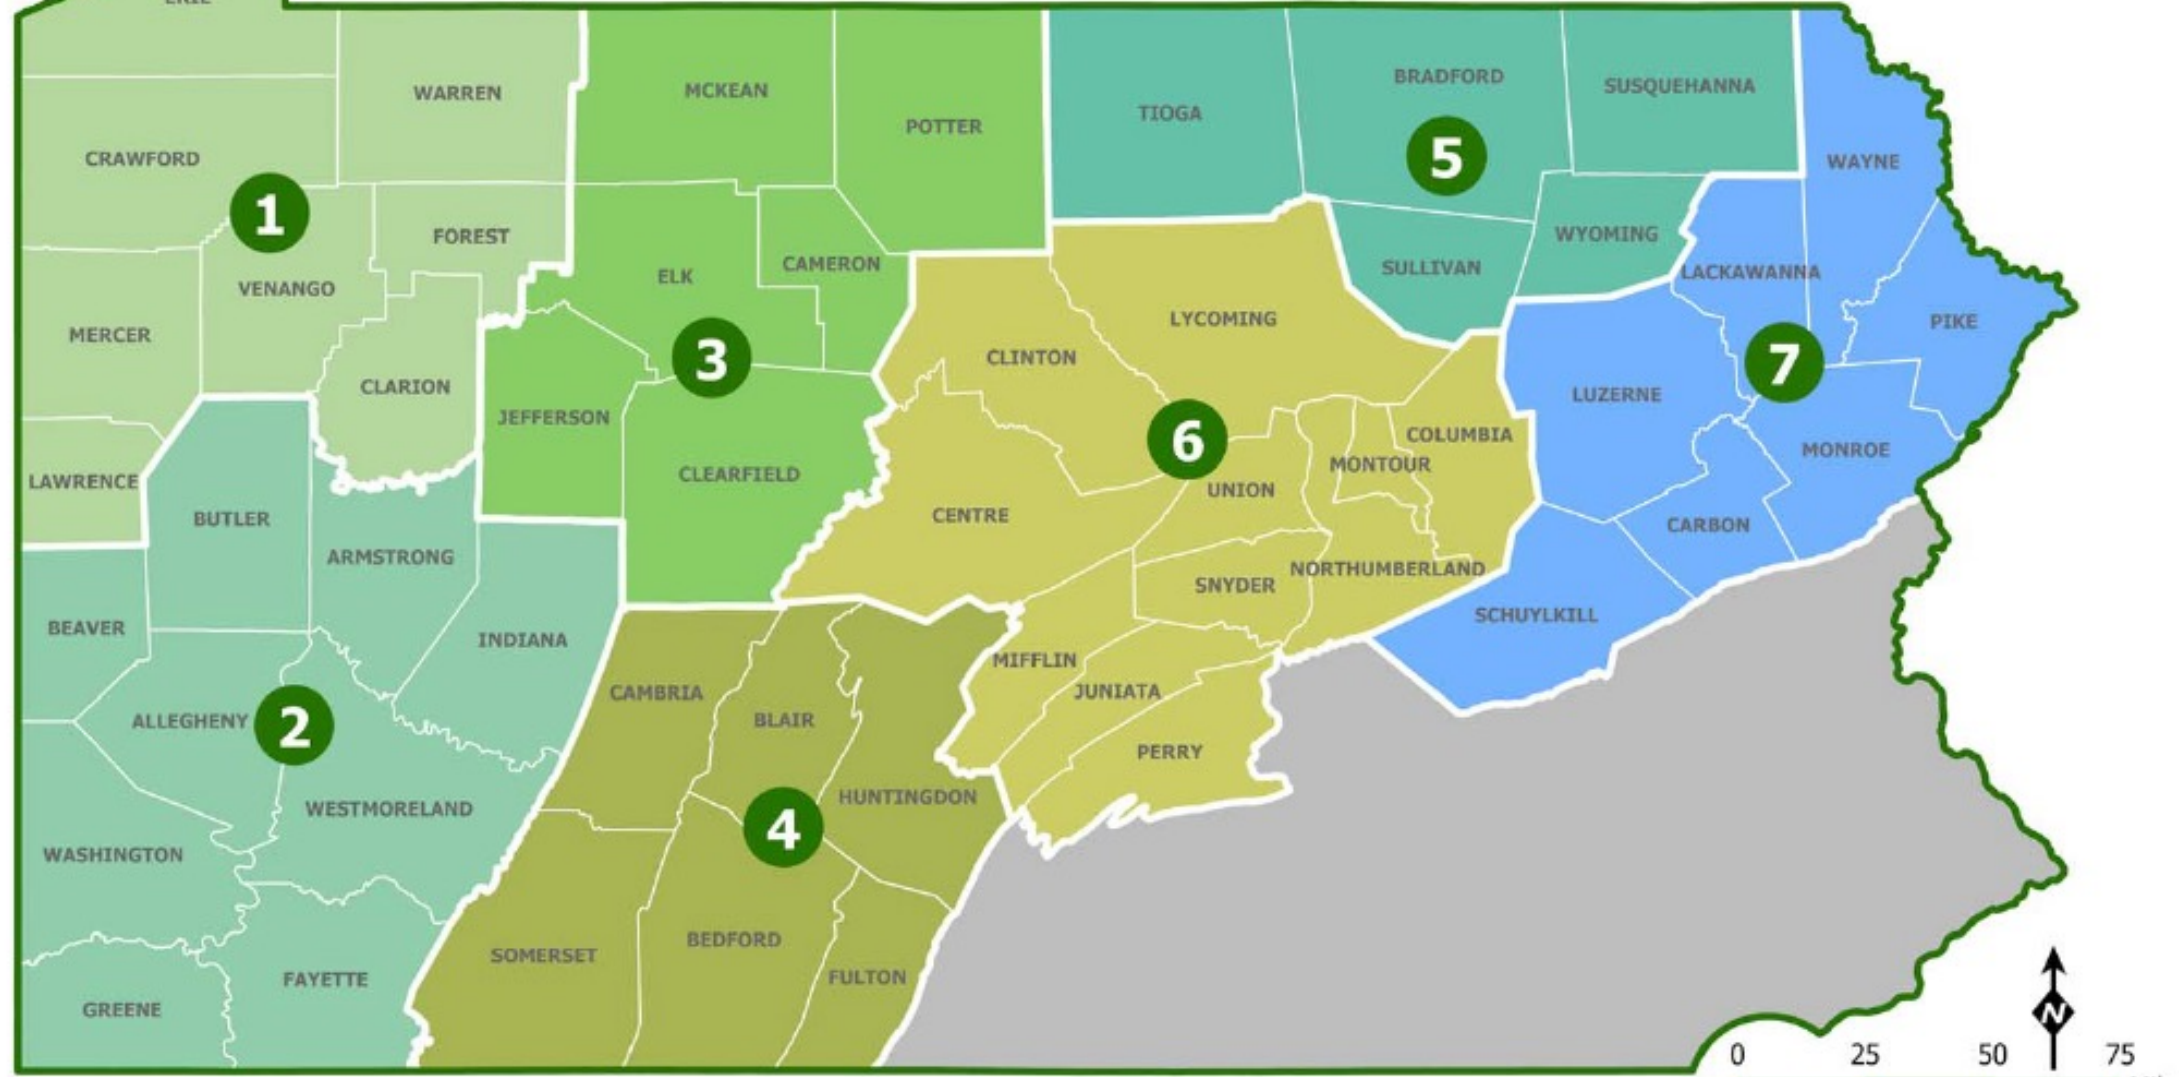 ERIE
WARREN
CRAWFORD
1
FOREST
VENANGO
MERCER
CLARION
LAWRENCE
MCKEAN
POTTER
ELK
CAMERON
3
JEFFERSON
CLEARFIELD
TIOGA
BRADFORD
SUSQUEHANNA
5
WYOMING
SULLIVAN
WAYNE
LACKAWANNA
PIKE
7
LUZERNE
MONROE
CARBON
SCHUYLKILL
LYCOMING
CLINTON
6
COLUMBIA
MONTOUR
UNION
CENTRE
NORTHUMBERLAND
SNYDER
MIFFLIN
JUNIATA
PERRY
BUTLER
ARMSTRONG
BEAVER
INDIANA
ALLEGHENY
2
WESTMORELAND
WASHINGTON
FAYETTE
GREENE
CAMBRIA
BLAIR
HUNTINGDON
4
SOMERSET
BEDFORD
FULTON
N
0 25 50 75